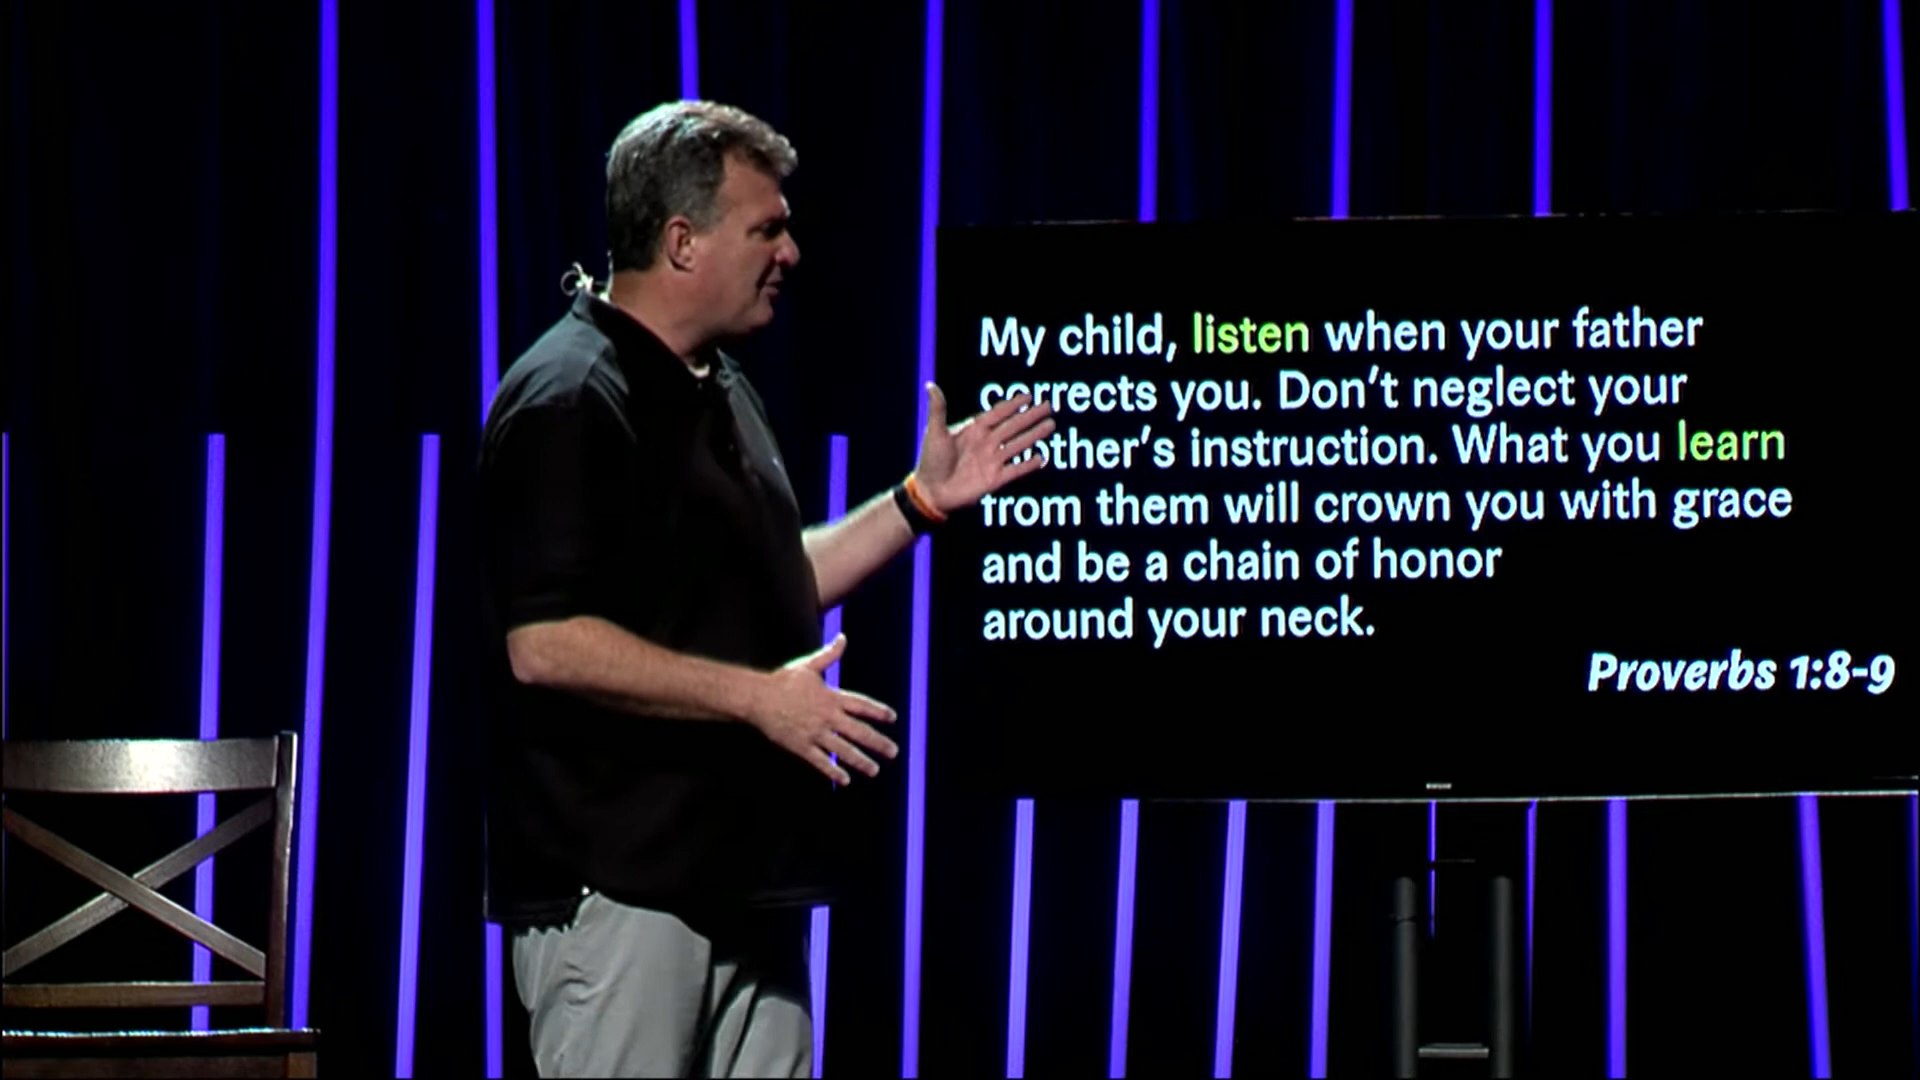 My child, listen when your father
corrects you. Don't neglect your
mother's instruction. What you learn
from them will crown you with grace
and be a chain of honor
around your neck.
Proverbs 1:8-9